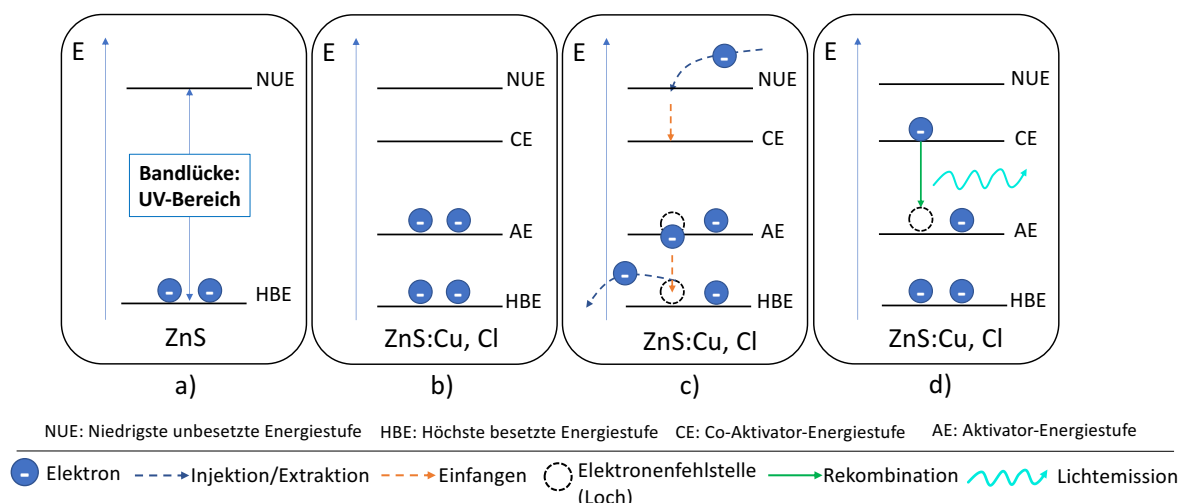 E
NUE
Bandlücke:
UV-Bereich
HBE
ZnS
a)
E
NUE
CE
AE
HBE
ZnS:Cu, Cl
b)
E
NUE
CE
AE
HBE
ZnS:Cu, Cl
c)
E
NUE
CE
AE
HBE
ZnS:Cu, Cl
d)
NUE: Niedrigste unbesetzte Energiestufe HBE: Höchste besetzte Energiestufe CE: Co-Aktivator-Energiestufe AE: Aktivator-Energiestufe
Elektron Injektion/Extraktion Einfangen Elektronenfehlstelle Rekombination Lichtemission
(Loch)